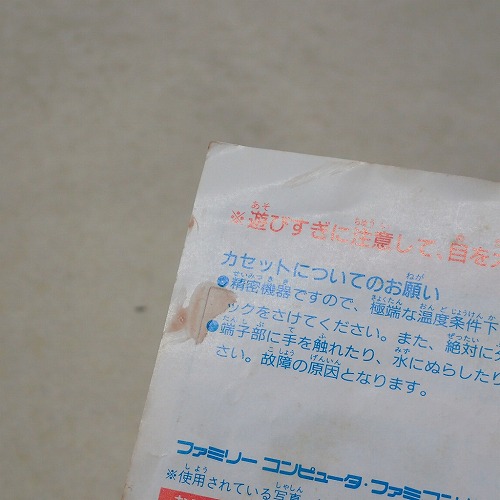 ※遊びすぎに注意して、目を
カセットについてのお願い
●精密機器ですので、極端な温度条件下
ックをさけてください。また、絶対に
●端子部に手を触れたり、水にぬらしたり
さい。故障の原因となります。
ファミリーコンピュータ・ファミコン
※使用されている写真